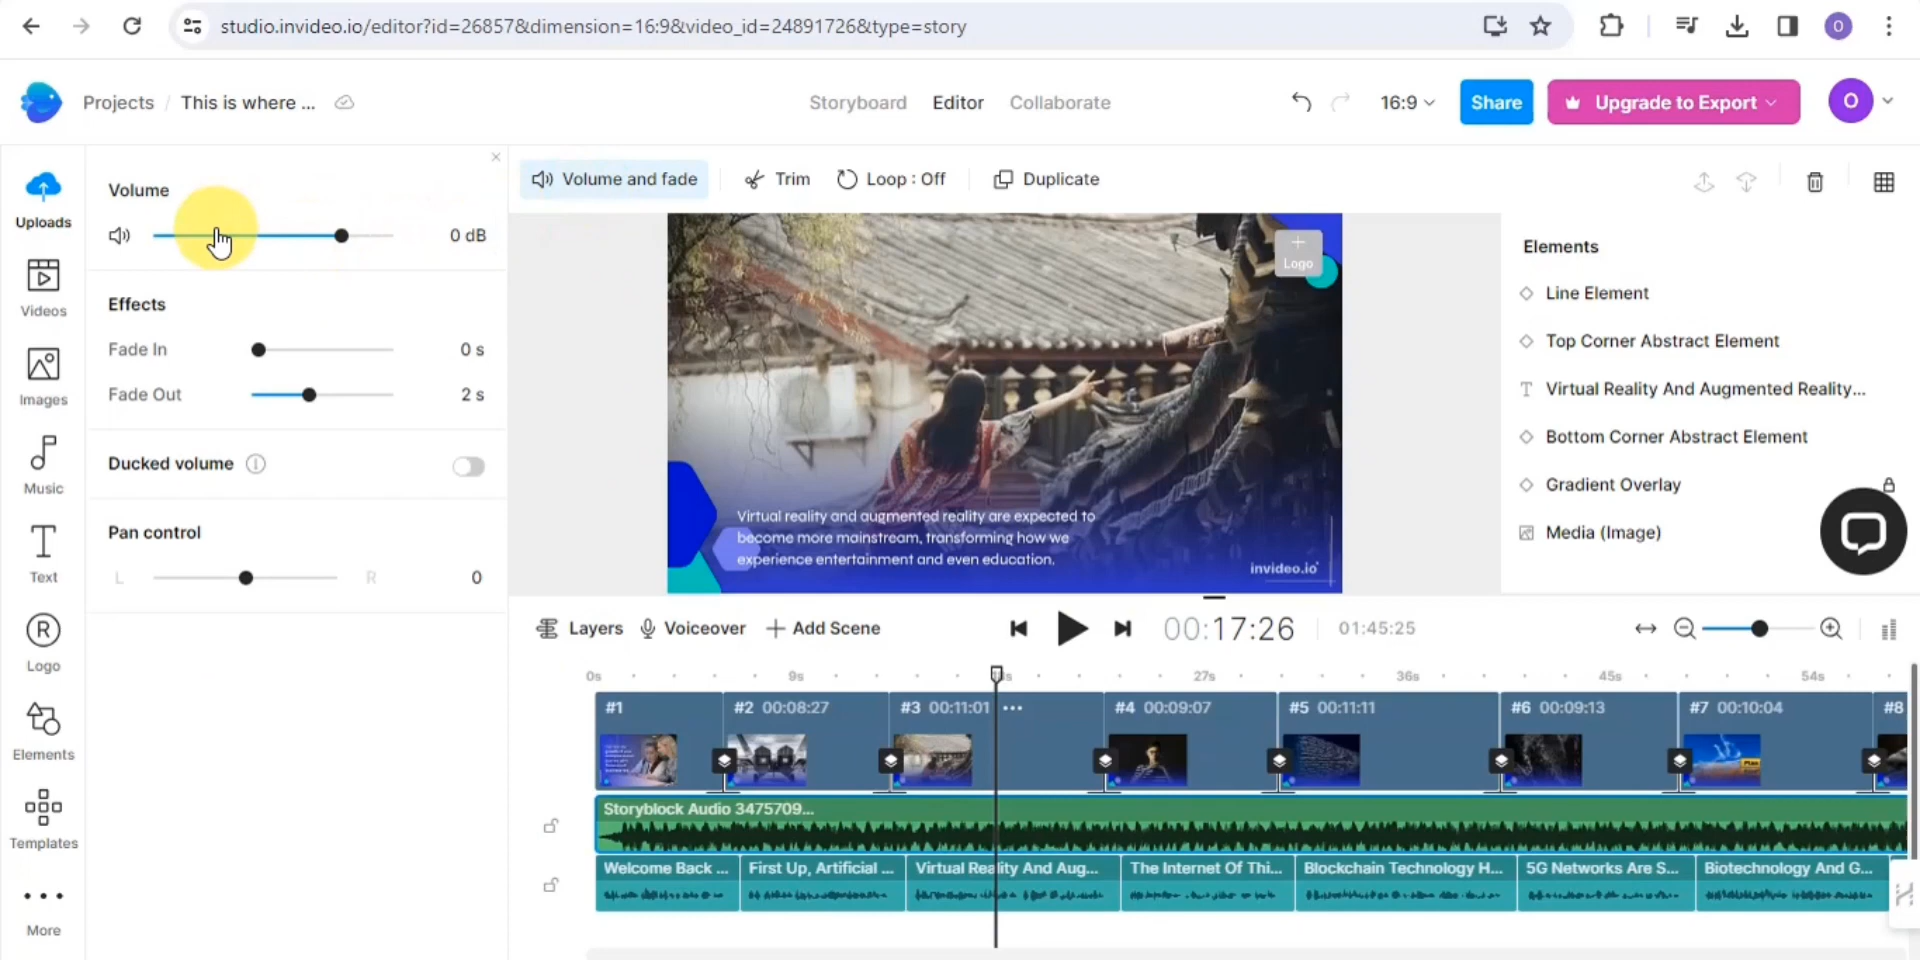 studio.invideo.io/editor?id=26857&dimension=16:9&video_id=24891726&type=story
O
Projects / This is where ...
Storyboard
Editor
Collaborate
16:9
Share
Upgrade to Export
O
Uploads
Videos
Images
Music
Text
Logo
Elements
Templates
More
Volume
0 dB
Effects
Fade In
0 s
Fade Out
2 s
Ducked volume
Pan control
L
R
0
Volume and fade
Trim
Loop : Off
Duplicate
+
Logo
Virtual reality and augmented reality are expected to
become more mainstream, transforming how we
experience entertainment and even education.
invideo.io
Elements
Line Element
Top Corner Abstract Element
Virtual Reality And Augmented Reality...
Bottom Corner Abstract Element
Gradient Overlay
Media (Image)
Layers
Voiceover
Add Scene
00:17:26
01:45:25
0s
9s
27s
36s
45s
54s
#1
#2 00:08:27
#3 00:11:01
#4 00:09:07
#5 00:11:11
#6 00:09:13
#7 00:10:04
#8
Storyblock Audio 3475709...
Welcome Back ...
First Up, Artificial ...
Virtual Reality And Aug...
The Internet Of Thi...
Blockchain Technology H...
5G Networks Are S...
Biotechnology And G...